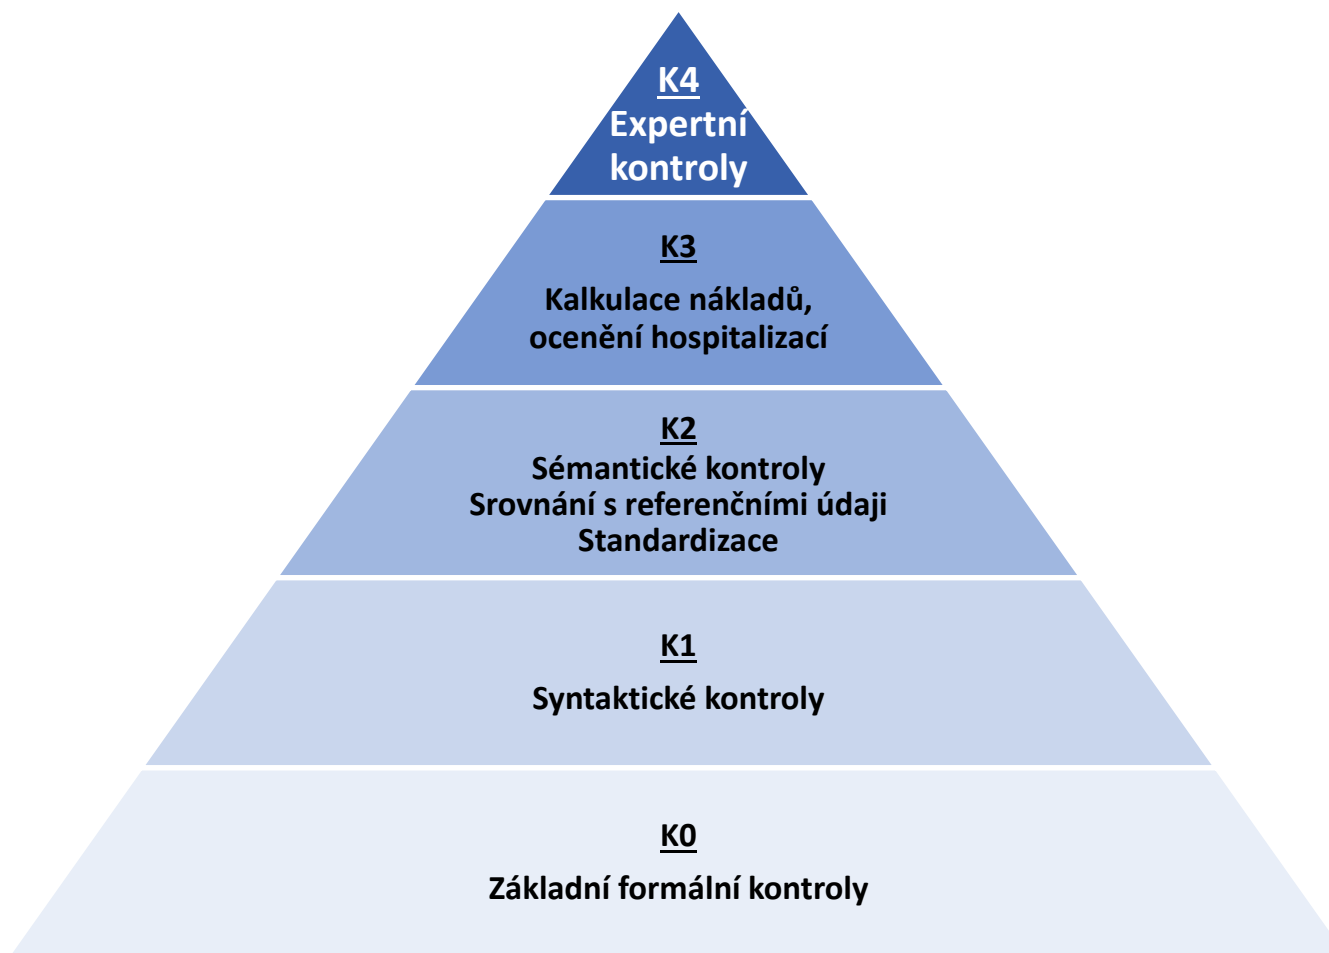 K4
Expertní
kontroly
K3
Kalkulace nákladů,
ocenění hospitalizací
K2
Sémantické kontroly
Srovnání s referenčními údaji
Standardizace
K1
Syntaktické kontroly
K0
Základní formální kontroly